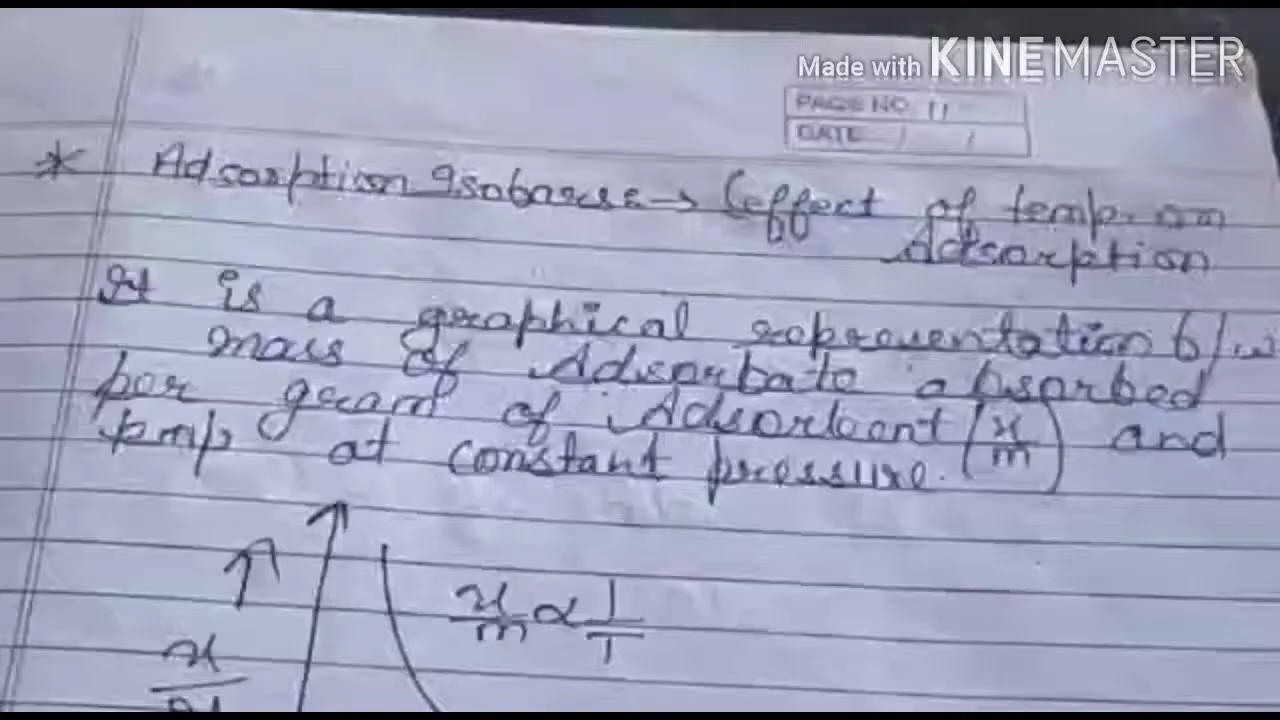 Made with KINEMASTER
PAGE NO. 11
DATE / /
* Adsorption Isobars → (effect of temp. on
Adsorption
It is a graphical representation b/w
mass of Adsorbate absorbed
per gram of Adsorbent (x/m) and
temp at constant pressure.
x/m ∝ 1/T
x